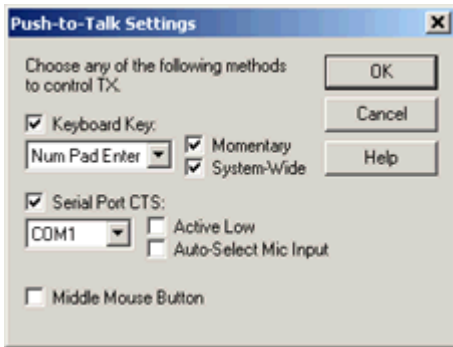 Push-to-Talk Settings
Choose any of the following methods
to control TX.
OK
Cancel
Help
Keyboard Key:
Num Pad Enter
Momentary
System-Wide
Serial Port CTS:
COM1
Active Low
Auto-Select Mic Input
Middle Mouse Button